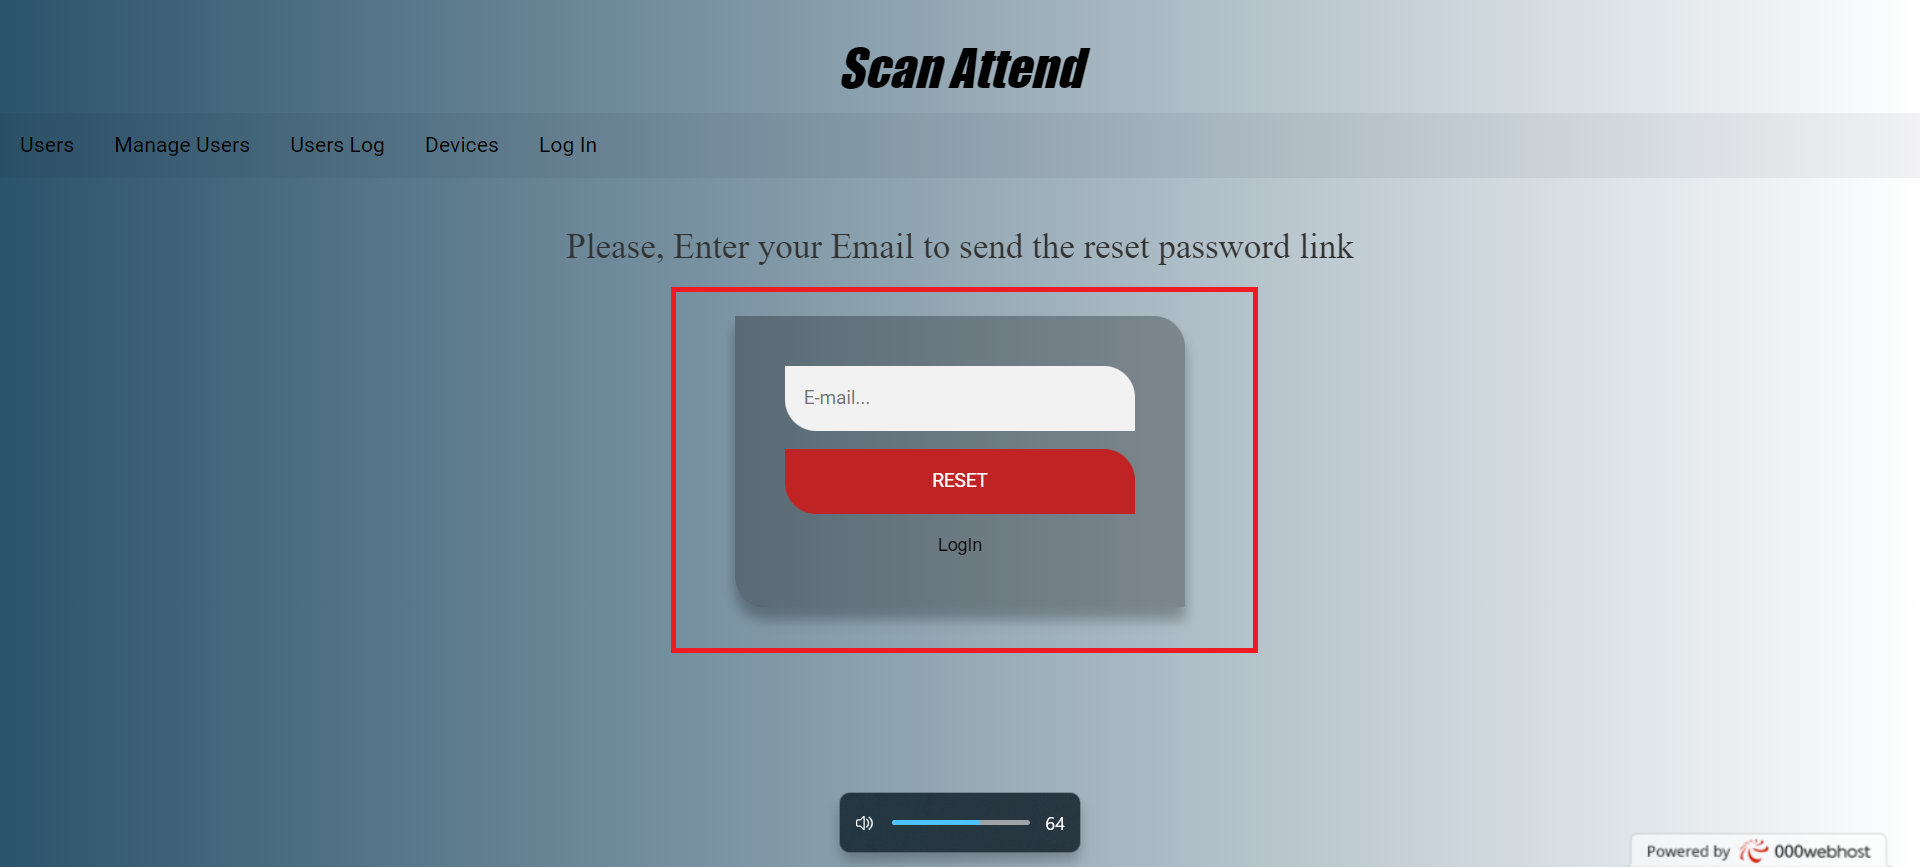 Scan Attend
Users Manage Users Users Log Devices Log In
Please, Enter your Email to send the reset password link
E-mail...
RESET
LogIn
64
Powered by 000webhost